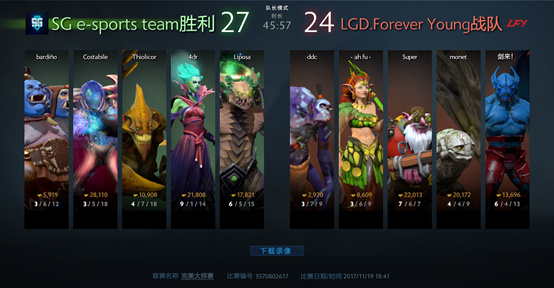 队长模式
SG e-sports team胜利 27 时长 45:57 24 LGD.Forever Young战队 LFY
bardiño Costabile Thiolicor 4dr Liposa ddc - ah fu - Super monet 剑来!
5,919 28,110 10,908 21,808 17,821 2,920 8,609 22,013 20,172 13,696
3 / 6 / 12 3 / 5 / 18 4 / 7 / 18 9 / 1 / 14 6 / 5 / 15 3 / 7 / 9 3 / 6 / 9 7 / 6 / 4 4 / 4 / 9 6 / 4 / 13
下载录像
联赛名称 完美大师赛 比赛编号 3570802617 比赛日期/时间 2017/11/19 18:41